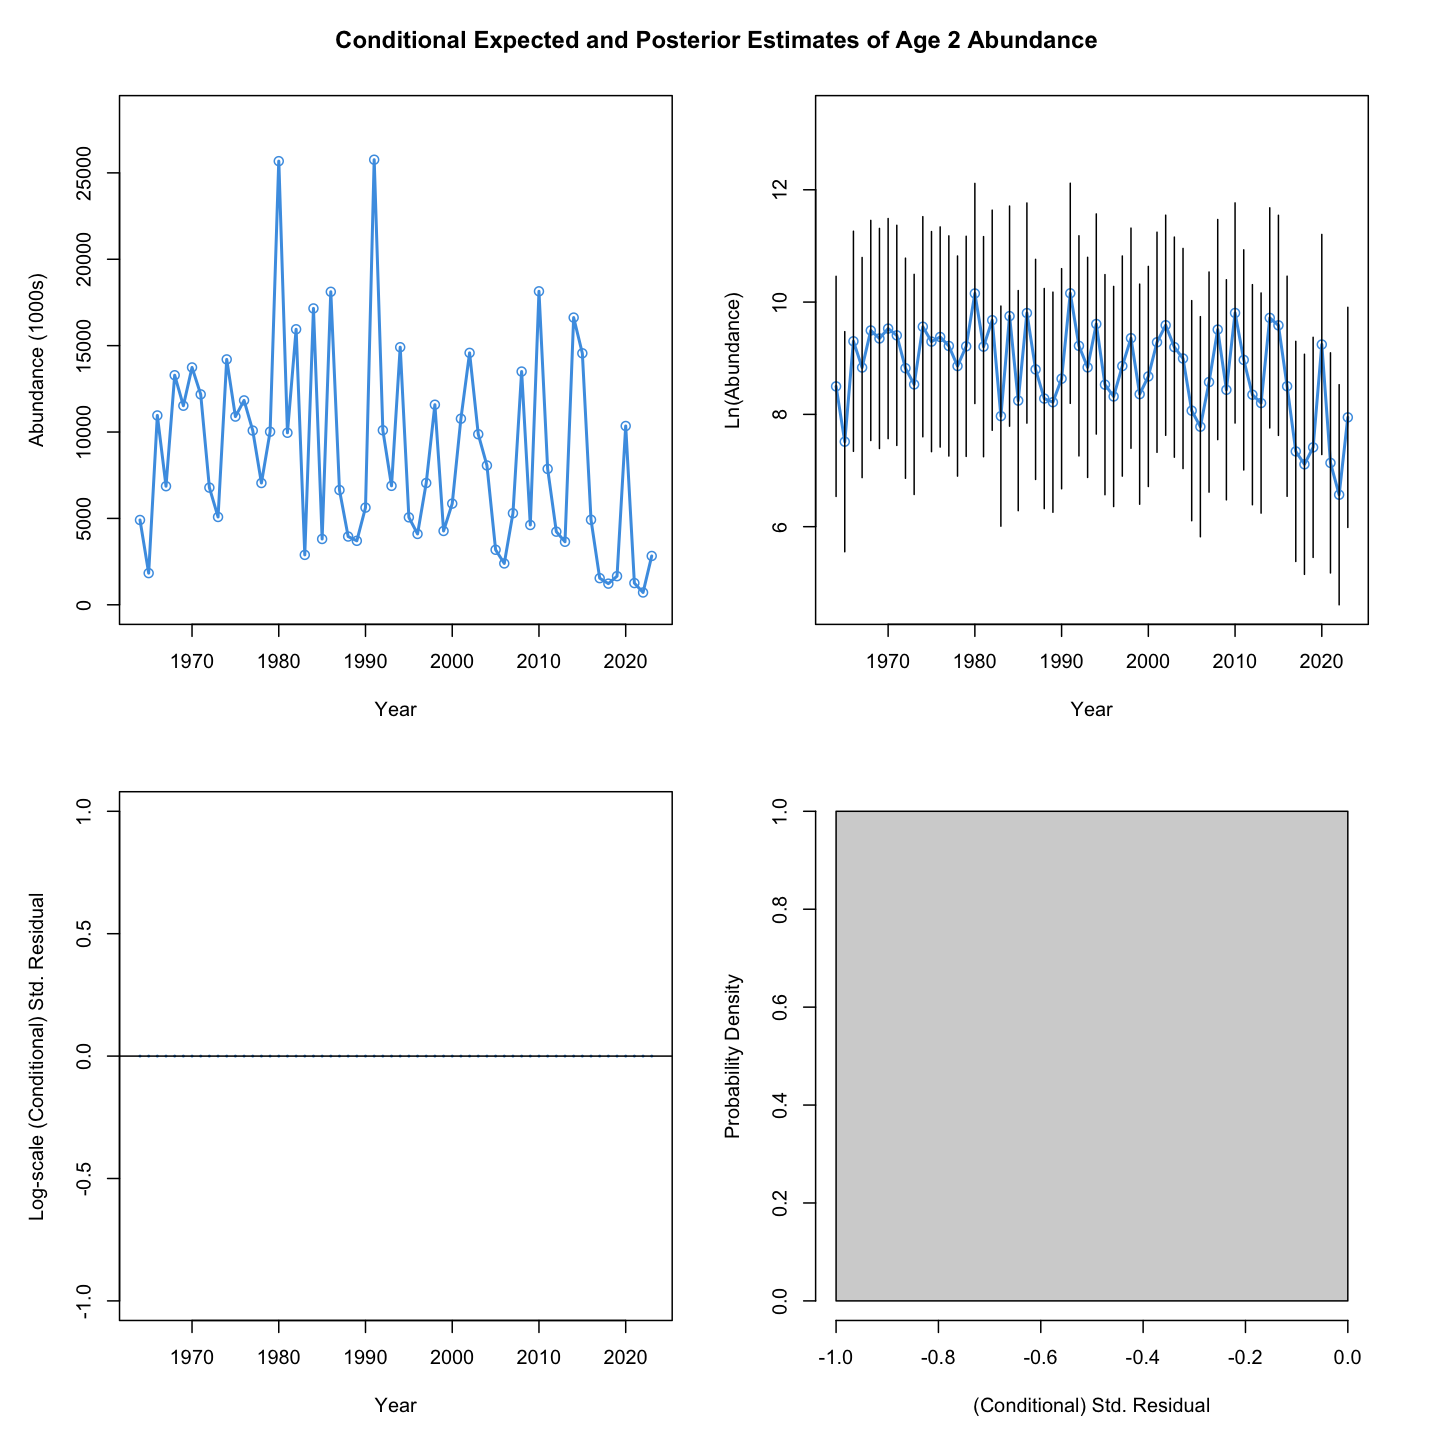 Conditional Expected and Posterior Estimates of Age 2 Abundance
Abundance (1000s)
25000
20000
15000
10000
5000
0
1970 1980 1990 2000 2010 2020
Year
Ln(Abundance)
12
10
8
6
1970 1980 1990 2000 2010 2020
Year
Log-scale (Conditional) Std. Residual
1.0
0.5
0.0
-0.5
-1.0
1970 1980 1990 2000 2010 2020
Year
Probability Density
1.0
0.8
0.6
0.4
0.2
0.0
-1.0 -0.8 -0.6 -0.4 -0.2 0.0
(Conditional) Std. Residual